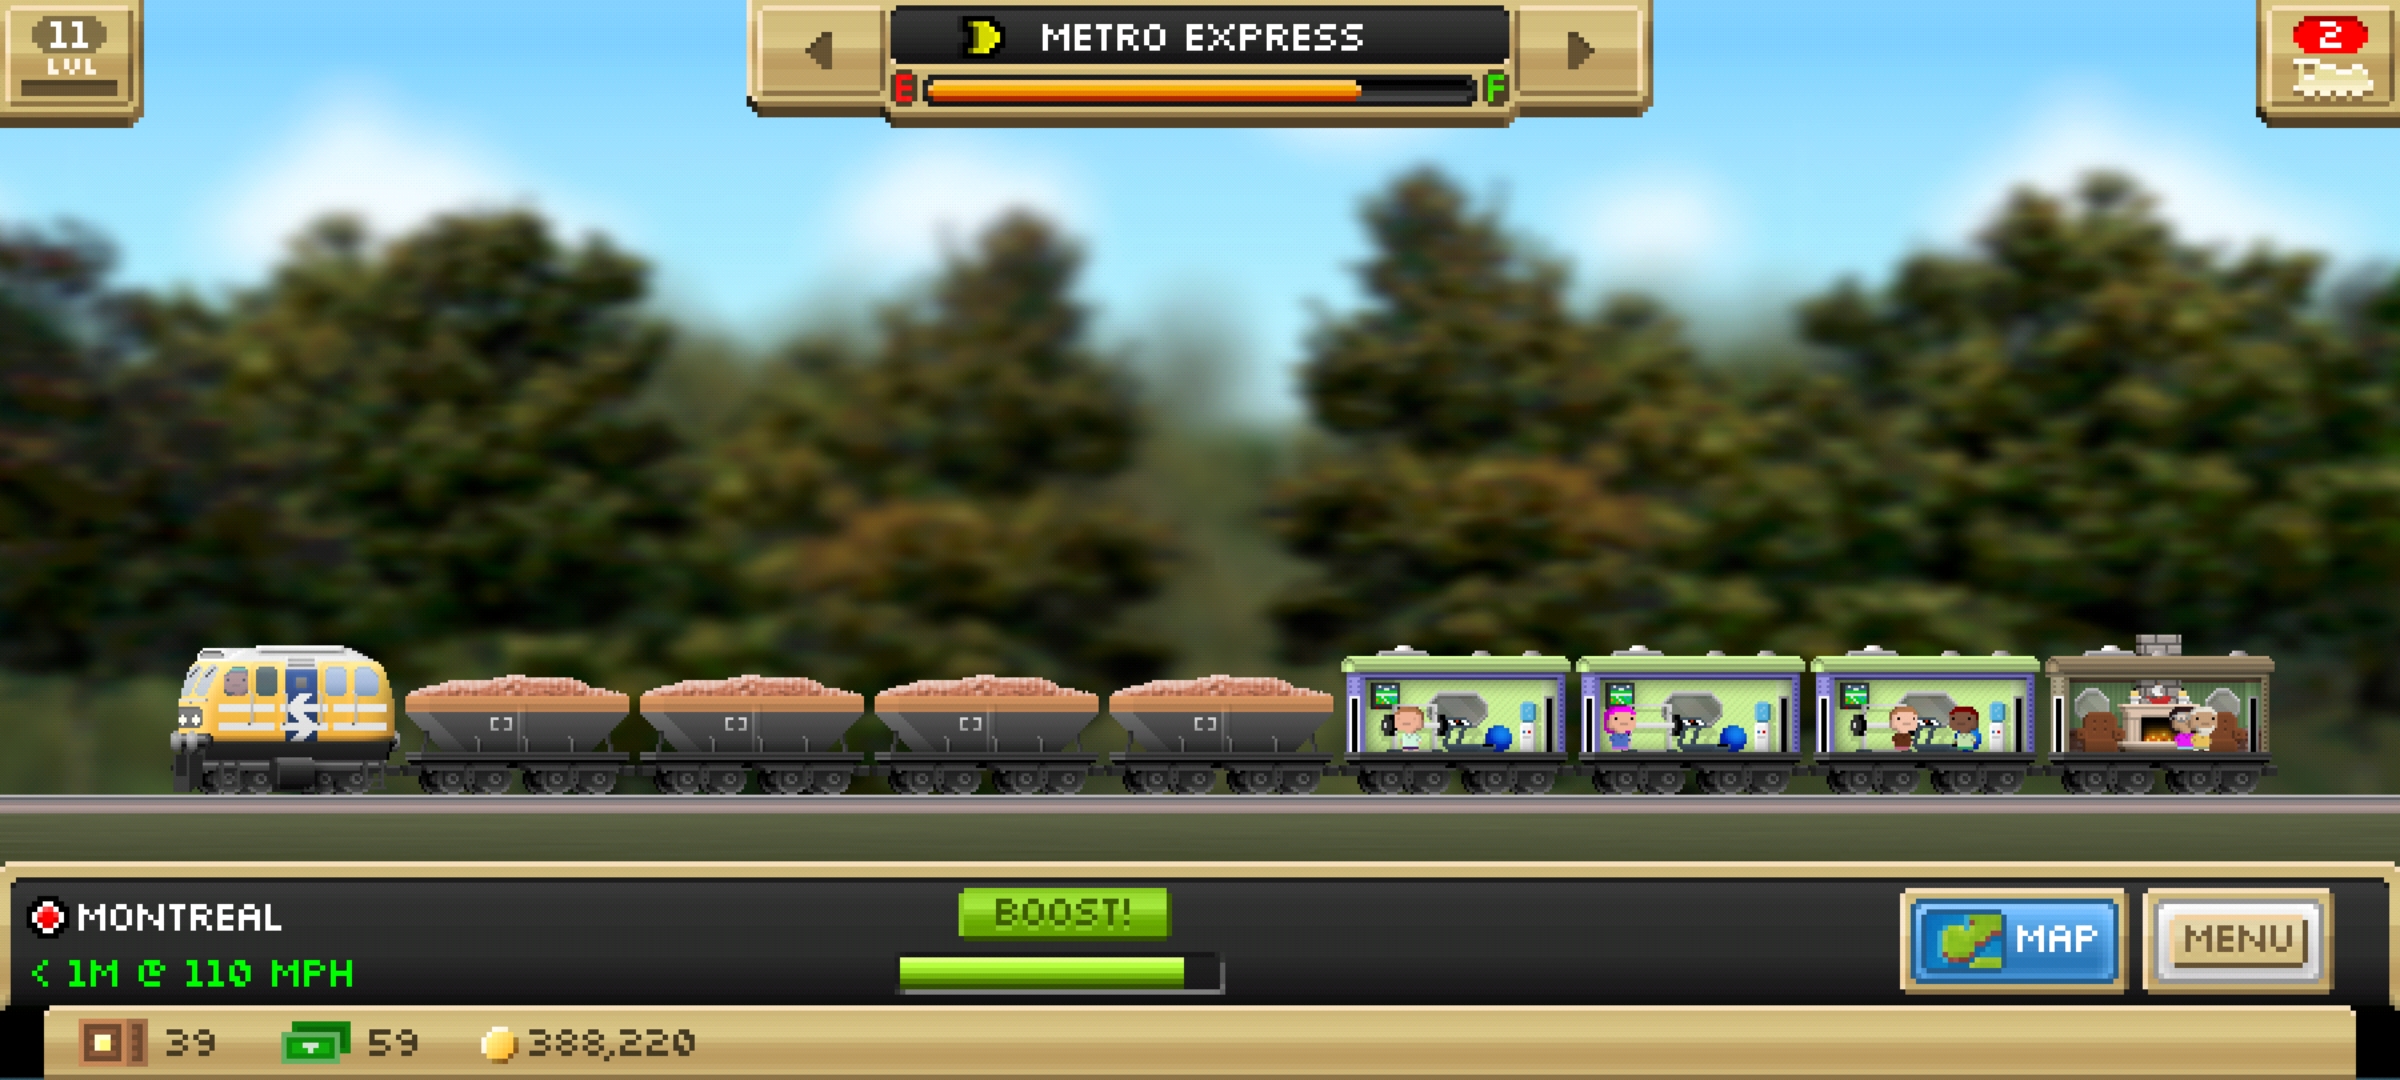 11
LVL
METRO EXPRESS
E F
2
MONTREAL
< 1M @ 110 MPH
BOOST!
MAP
MENU
39 59 388,220